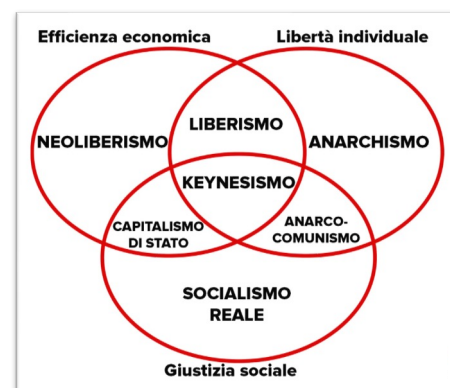 Efficienza economica
Libertà individuale
LIBERISMO
NEOLIBERISMO
ANARCHISMO
KEYNESISMO
CAPITALISMO
DI STATO
ANARCO-
COMUNISMO
SOCIALISMO
REALE
Giustizia sociale